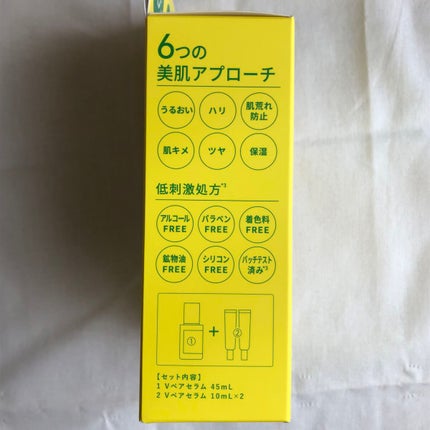 6つの
美肌アプローチ
うるおい
ハリ
肌荒れ
防止
肌キメ
ツヤ
保湿
低刺激処方*3
アルコール
FREE
パラベン
FREE
着色料
FREE
鉱物油
FREE
シリコン
FREE
パッチテスト
済み*3
①
+
②
【セット内容】
1 Vペアセラム 45mL
2 Vペアセラム 10mL×2